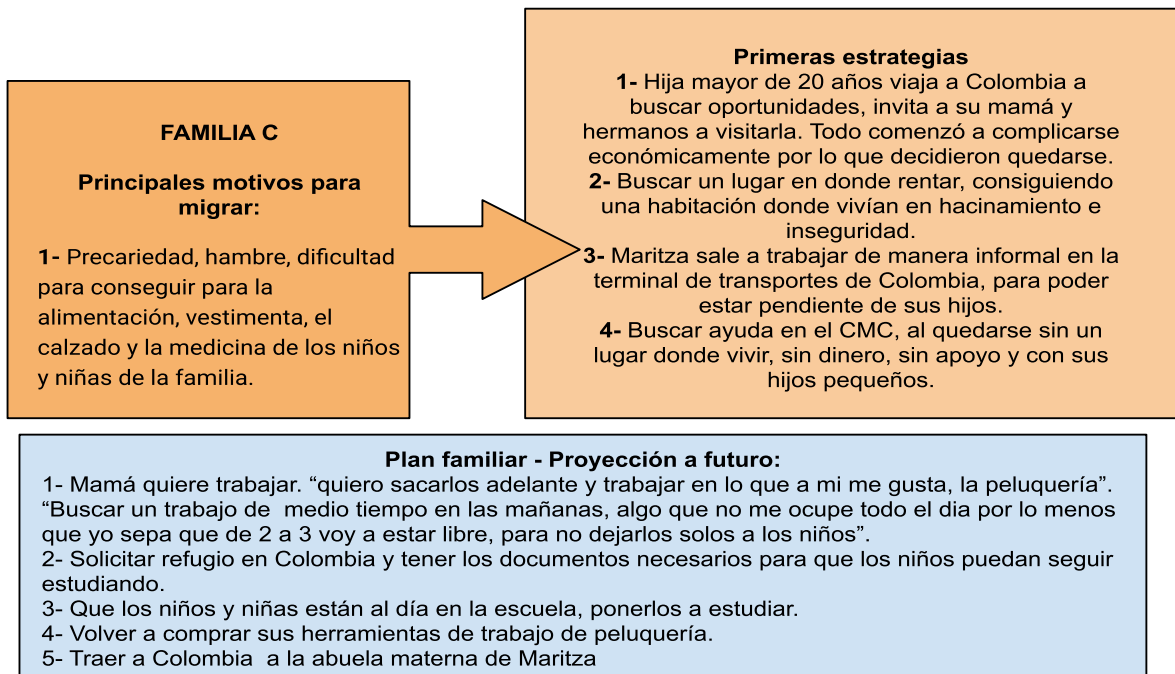 FAMILIA C
Principales motivos para
migrar:
1- Precariedad, hambre, dificultad
para conseguir para la
alimentación, vestimenta, el
calzado y la medicina de los niños
y niñas de la familia.
Primeras estrategias
1- Hija mayor de 20 años viaja a Colombia a
buscar oportunidades, invita a su mamá y
hermanos a visitarla. Todo comenzó a complicarse
económicamente por lo que decidieron quedarse.
2- Buscar un lugar en donde rentar, consiguiendo
una habitación donde vivían en hacinamiento e
inseguridad.
3- Maritza sale a trabajar de manera informal en la
terminal de transportes de Colombia, para poder
estar pendiente de sus hijos.
4- Buscar ayuda en el CMC, al quedarse sin un
lugar donde vivir, sin dinero, sin apoyo y con sus
hijos pequeños.
Plan familiar - Proyección a futuro:
1- Mamá quiere trabajar. “quiero sacarlos adelante y trabajar en lo que a mi me gusta, la peluquería”.
“Buscar un trabajo de medio tiempo en las mañanas, algo que no me ocupe todo el dia por lo menos
que yo sepa que de 2 a 3 voy a estar libre, para no dejarlos solos a los niños”.
2- Solicitar refugio en Colombia y tener los documentos necesarios para que los niños puedan seguir
estudiando.
3- Que los niños y niñas están al día en la escuela, ponerlos a estudiar.
4- Volver a comprar sus herramientas de trabajo de peluquería.
5- Traer a Colombia a la abuela materna de Maritza